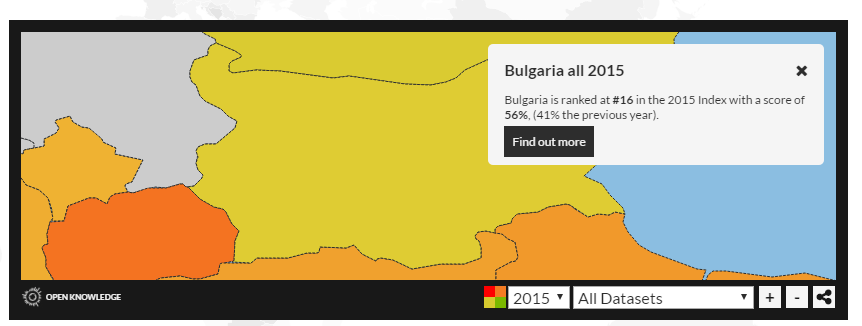 Bulgaria all 2015
Bulgaria is ranked at #16 in the 2015 Index with a score of
56%, (41% the previous year).
Find out more
OPEN KNOWLEDGE
2015
All Datasets
+
-